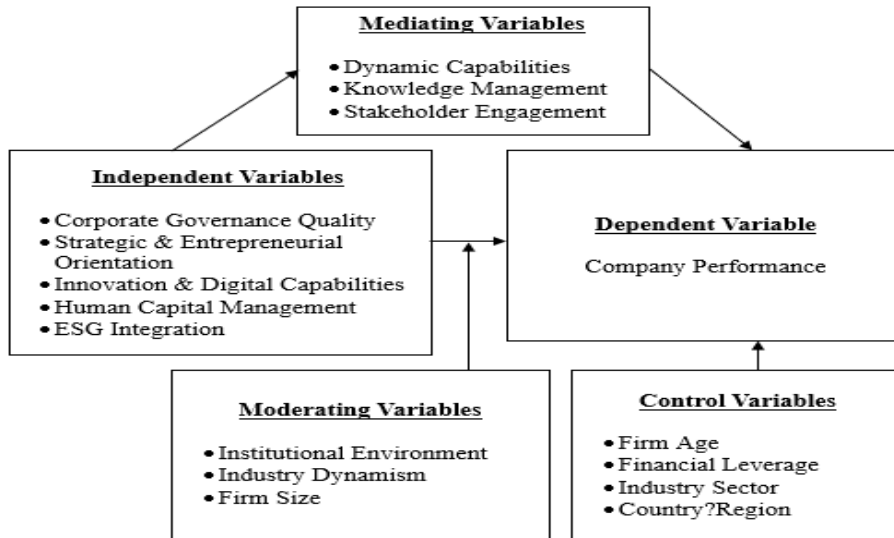 Mediating Variables
• Dynamic Capabilities
• Knowledge Management
• Stakeholder Engagement
Independent Variables
• Corporate Governance Quality
• Strategic & Entrepreneurial
Orientation
• Innovation & Digital Capabilities
• Human Capital Management
• ESG Integration
Dependent Variable
Company Performance
Moderating Variables
• Institutional Environment
• Industry Dynamism
• Firm Size
Control Variables
• Firm Age
• Financial Leverage
• Industry Sector
• Country?Region